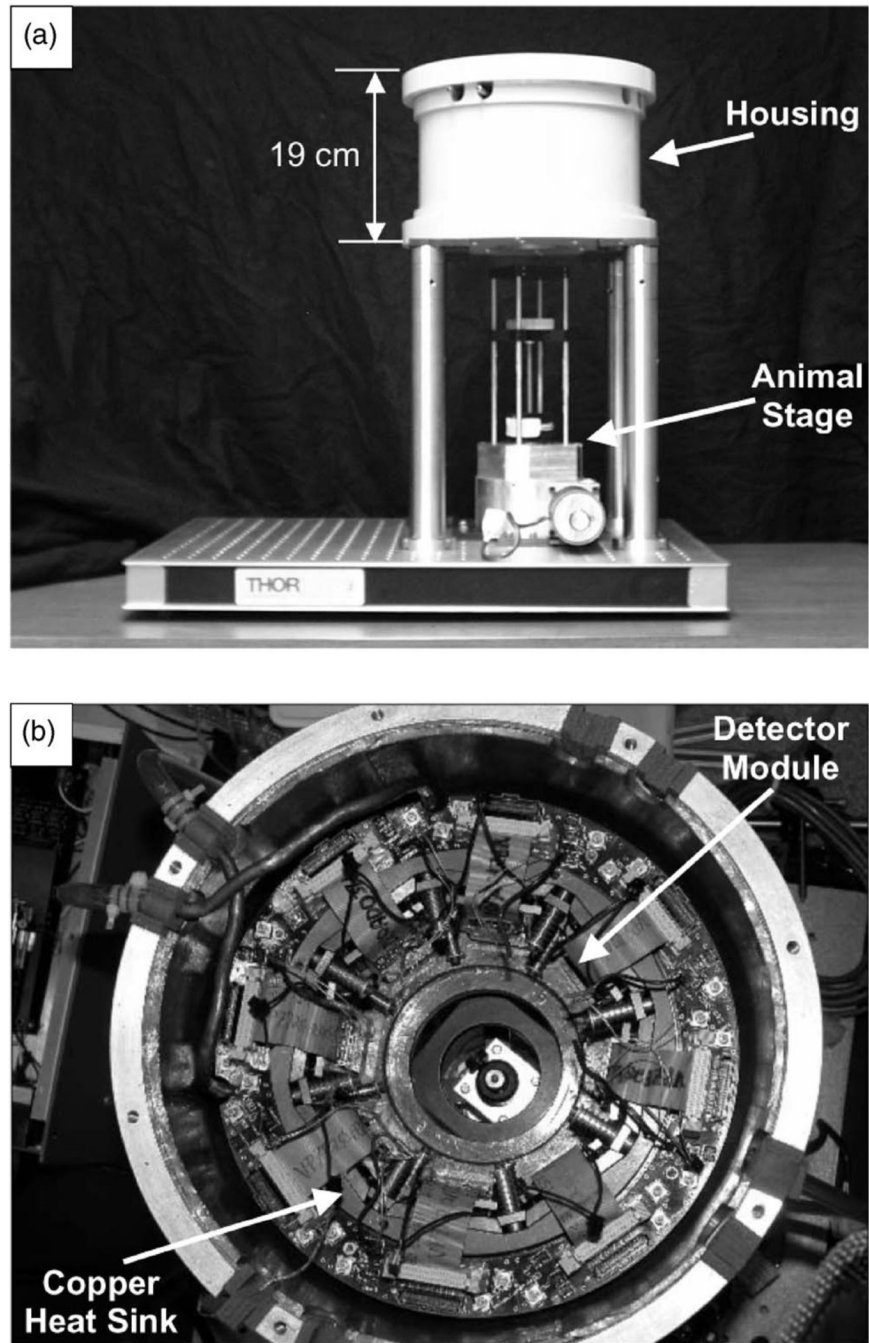 (a)
Housing
19 cm
Animal
Stage
THOR
(b)
Detector
Module
Copper
Heat Sink